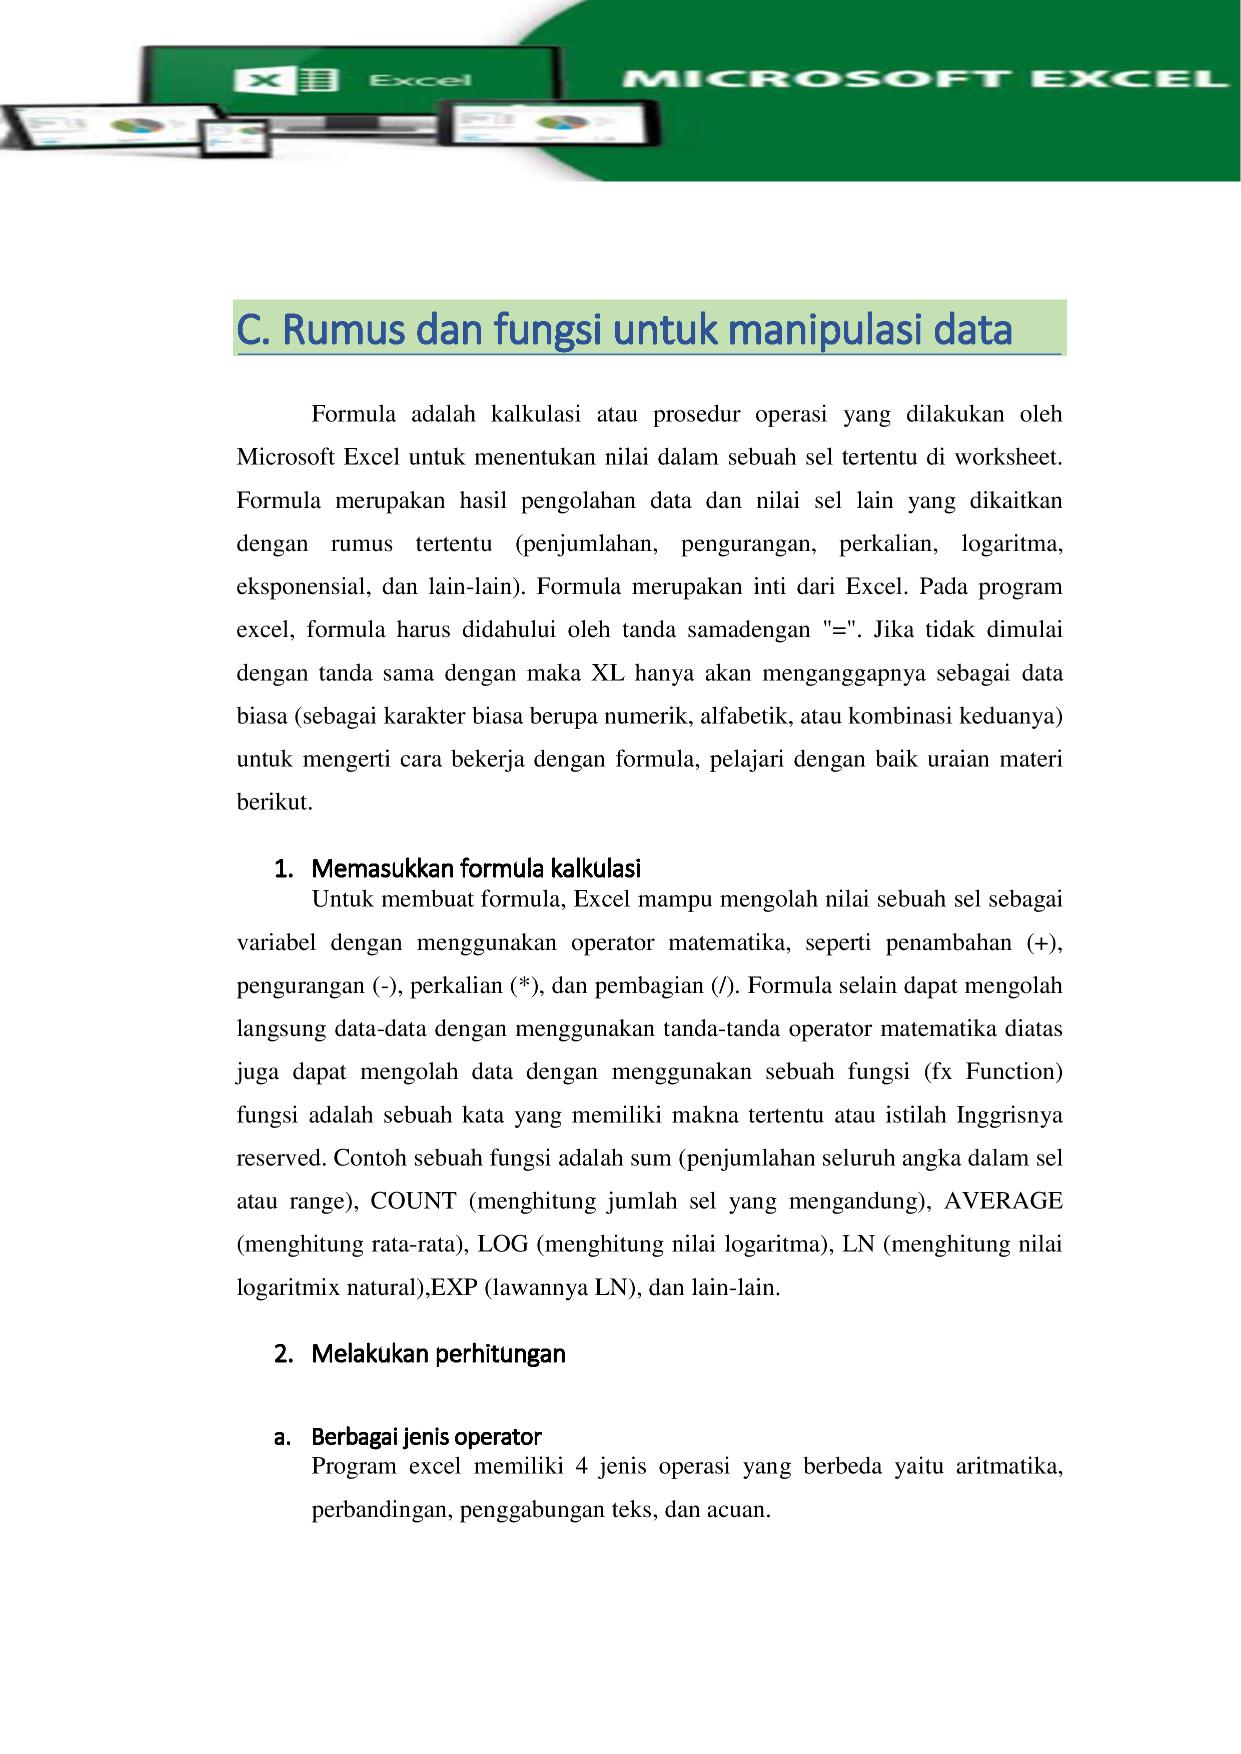 Excel
MICROSOFT EXCEL
C. Rumus dan fungsi untuk manipulasi data
Formula adalah kalkulasi atau prosedur operasi yang dilakukan oleh
Microsoft Excel untuk menentukan nilai dalam sebuah sel tertentu di worksheet.
Formula merupakan hasil pengolahan data dan nilai sel lain yang dikaitkan
dengan rumus tertentu (penjumlahan, pengurangan, perkalian, logaritma,
eksponensial, dan lain-lain). Formula merupakan inti dari Excel. Pada program
excel, formula harus didahului oleh tanda samadengan "=". Jika tidak dimulai
dengan tanda sama dengan maka XL hanya akan menganggapnya sebagai data
biasa (sebagai karakter biasa berupa numerik, alfabetik, atau kombinasi keduanya)
untuk mengerti cara bekerja dengan formula, pelajari dengan baik uraian materi
berikut.
1. Memasukkan formula kalkulasi
Untuk membuat formula, Excel mampu mengolah nilai sebuah sel sebagai
variabel dengan menggunakan operator matematika, seperti penambahan (+),
pengurangan (-), perkalian (*), dan pembagian (/). Formula selain dapat mengolah
langsung data-data dengan menggunakan tanda-tanda operator matematika diatas
juga dapat mengolah data dengan menggunakan sebuah fungsi (fx Function)
fungsi adalah sebuah kata yang memiliki makna tertentu atau istilah Inggrisnya
reserved. Contoh sebuah fungsi adalah sum (penjumlahan seluruh angka dalam sel
atau range), COUNT (menghitung jumlah sel yang mengandung), AVERAGE
(menghitung rata-rata), LOG (menghitung nilai logaritma), LN (menghitung nilai
logaritmix natural),EXP (lawannya LN), dan lain-lain.
2. Melakukan perhitungan
a. Berbagai jenis operator
Program excel memiliki 4 jenis operasi yang berbeda yaitu aritmatika,
perbandingan, penggabungan teks, dan acuan.